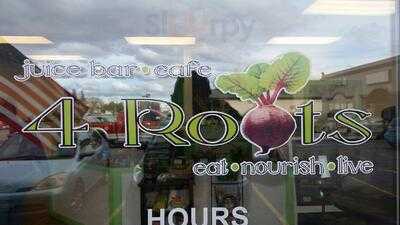 juice bar • cafe
4 Roots
eat • nourish • live
HOURS